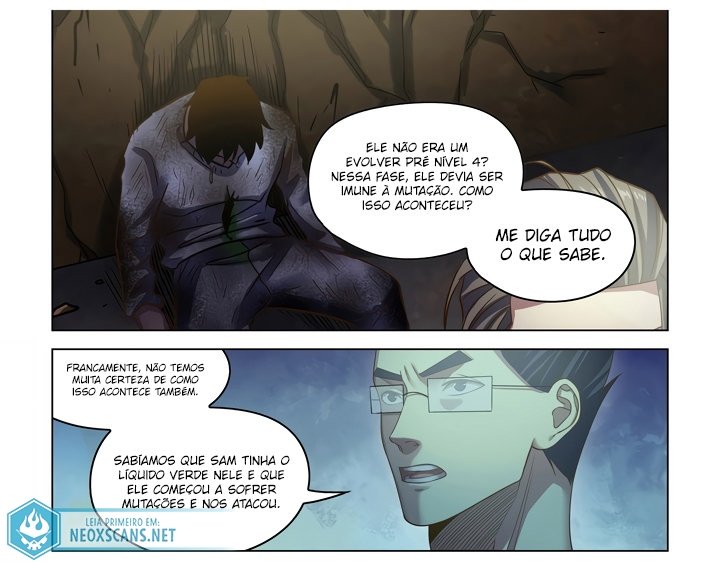 ELE NÃO ERA UM
EVOLVER PRÉ NÍVEL 4?
NESSA FASE, ELE DEVIA SER
IMUNE À MUTAÇÃO. COMO
ISSO ACONTECEU?
ME DIGA TUDO
O QUE SABE.
FRANCAMENTE, NÃO TEMOS
MUITA CERTEZA DE COMO
ISSO ACONTECE TAMBÉM.
SABÍAMOS QUE SAM TINHA O
LÍQUIDO VERDE NELE E QUE
ELE COMEÇOU A SOFRER
MUTAÇÕES E NOS ATACOU.
LEIA PRIMEIRO EM:
NEOXSCANS.NET